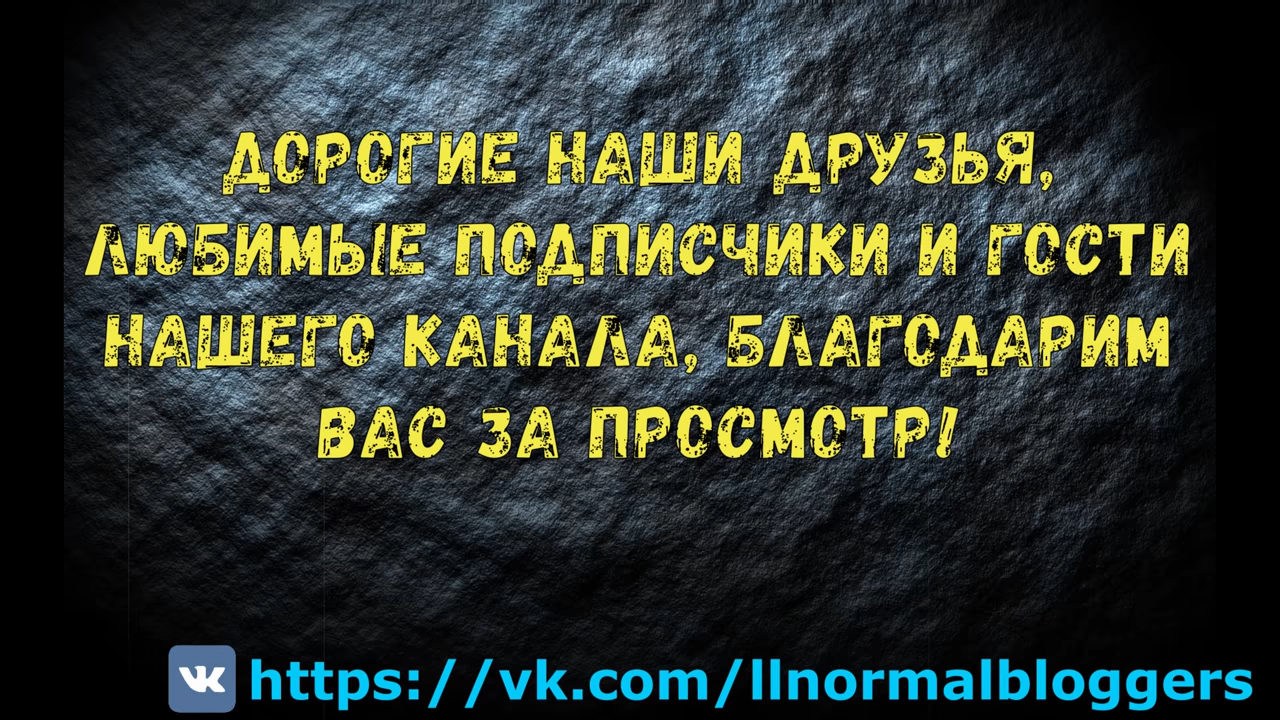 ДОРОГИЕ НАШИ ДРУЗЬЯ,
ЛЮБИМЫЕ ПОДПИСЧИКИ И ГОСТИ
НАШЕГО КАНАЛА, БЛАГОДАРИМ
ВАС ЗА ПРОСМОТР!
https://vk.com/llnormalbloggers